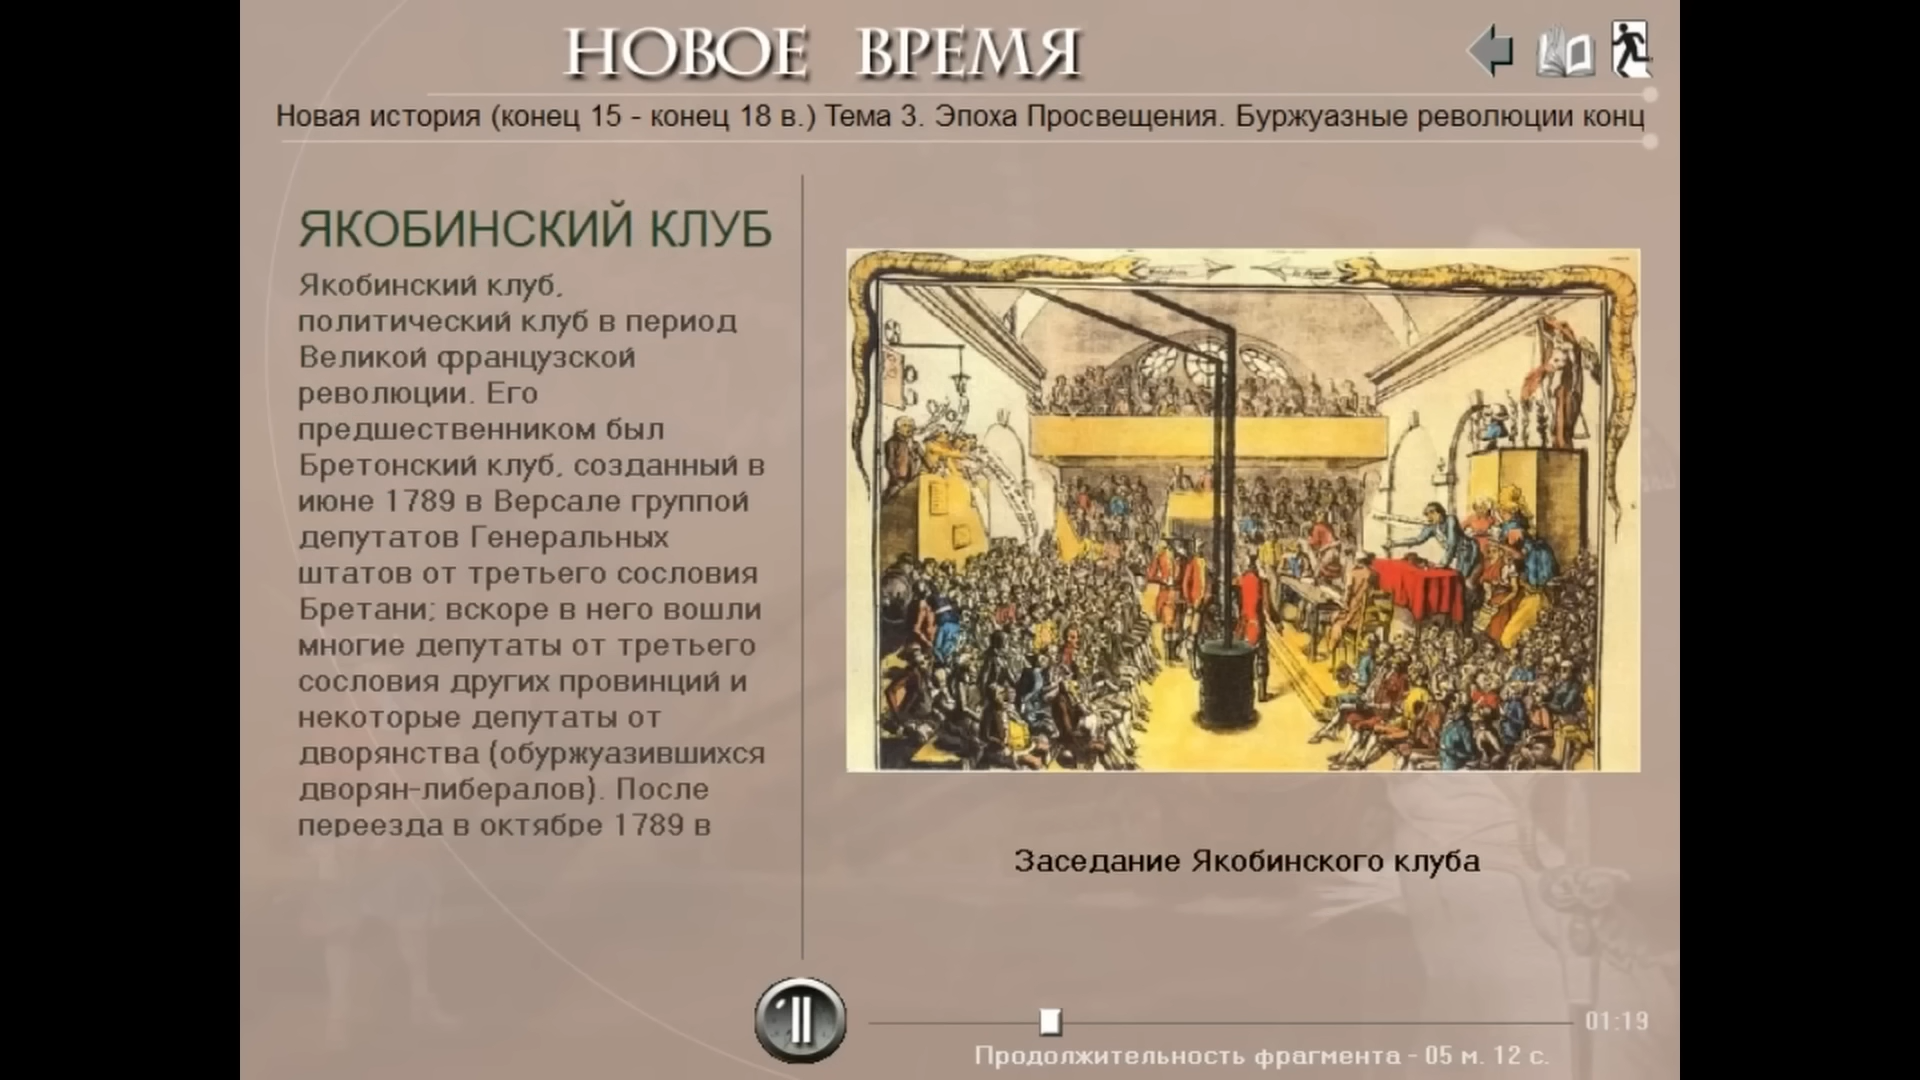 НОВОЕ ВРЕМЯ
Новая история (конец 15 - конец 18 в.) Тема 3. Эпоха Просвещения. Буржуазные революции конц
ЯКОБИНСКИЙ КЛУБ
Якобинский клуб,
политический клуб в период
Великой французской
революции. Его
предшественником был
Бретонский клуб, созданный в
июне 1789 в Версале группой
депутатов Генеральных
штатов от третьего сословия
Бретани; вскоре в него вошли
многие депутаты от третьего
сословия других провинций и
некоторые депутаты от
дворянства (обуржуазившихся
дворян-либералов). После
переезда в октябре 1789 в
Заседание Якобинского клуба
01:19
Продолжительность фрагмента - 05 м. 12 с.